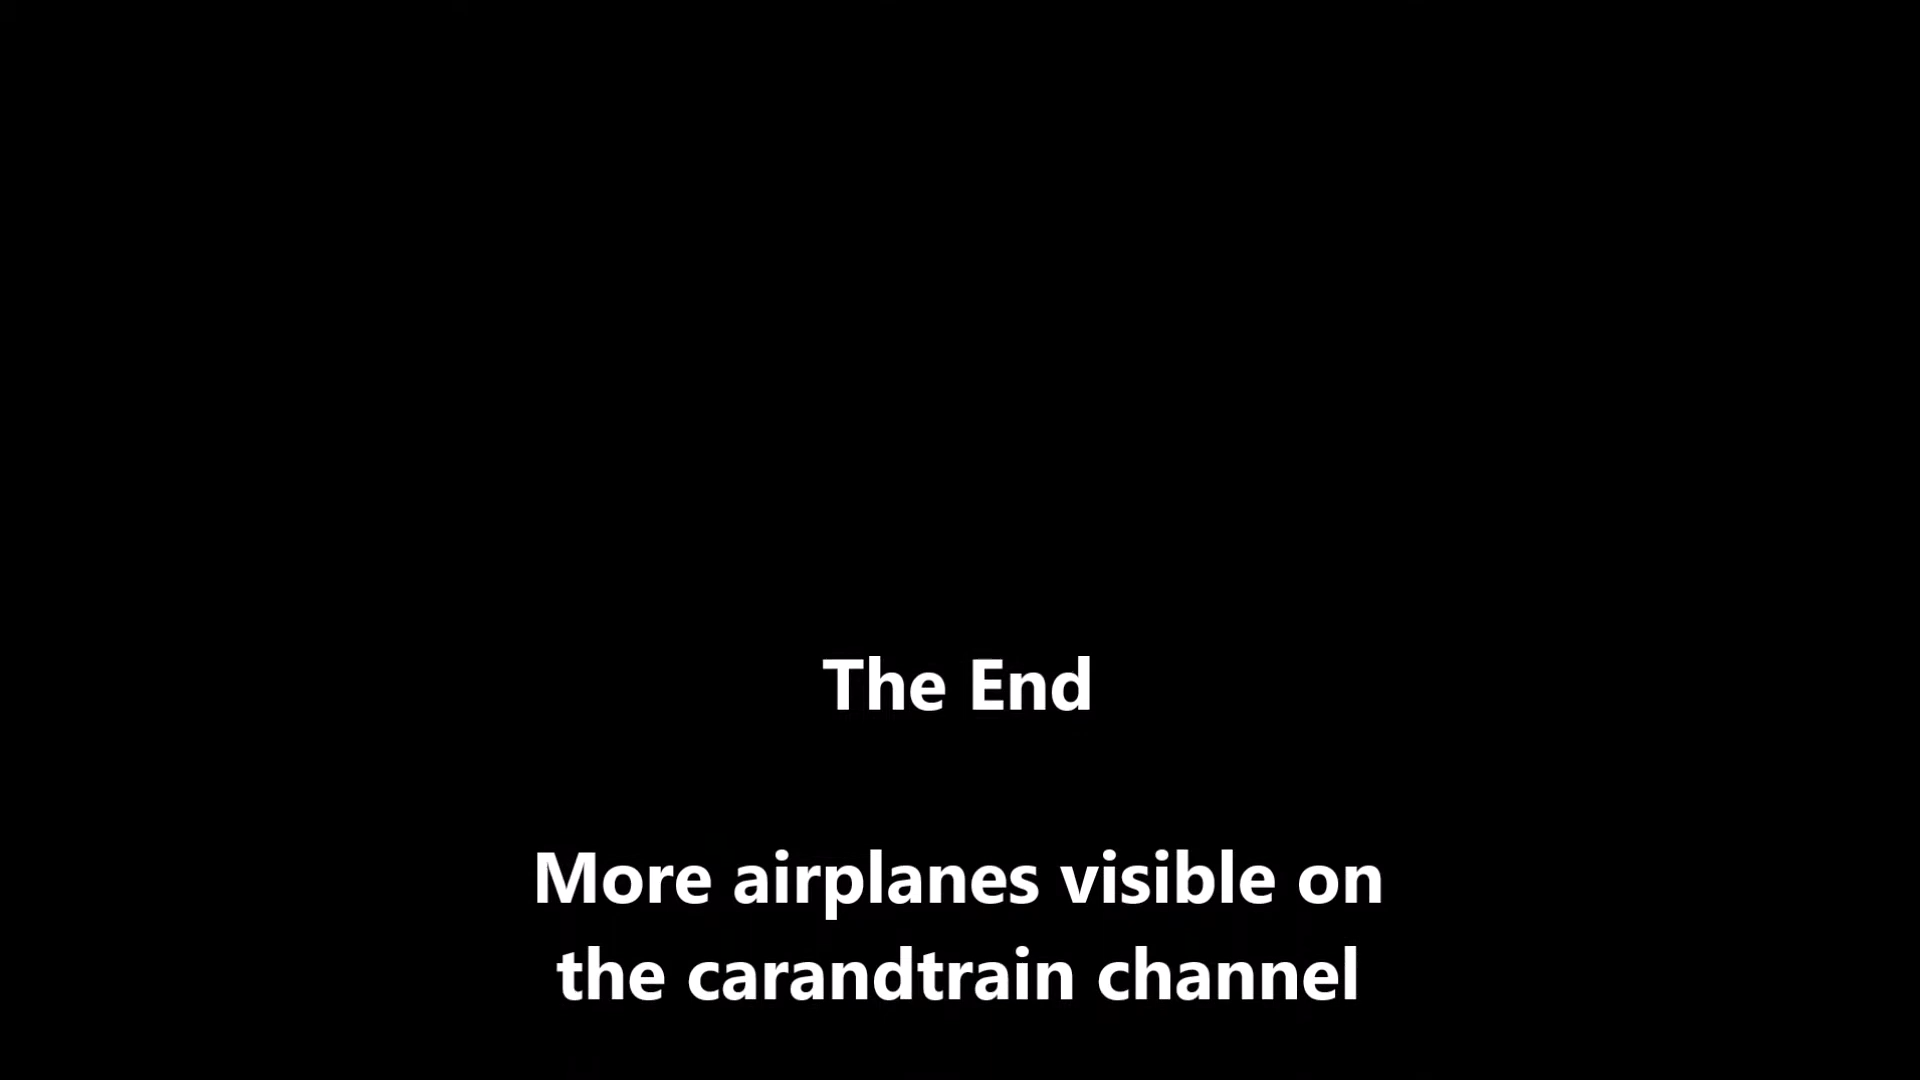 The End
More airplanes visible on
the carandtrain channel